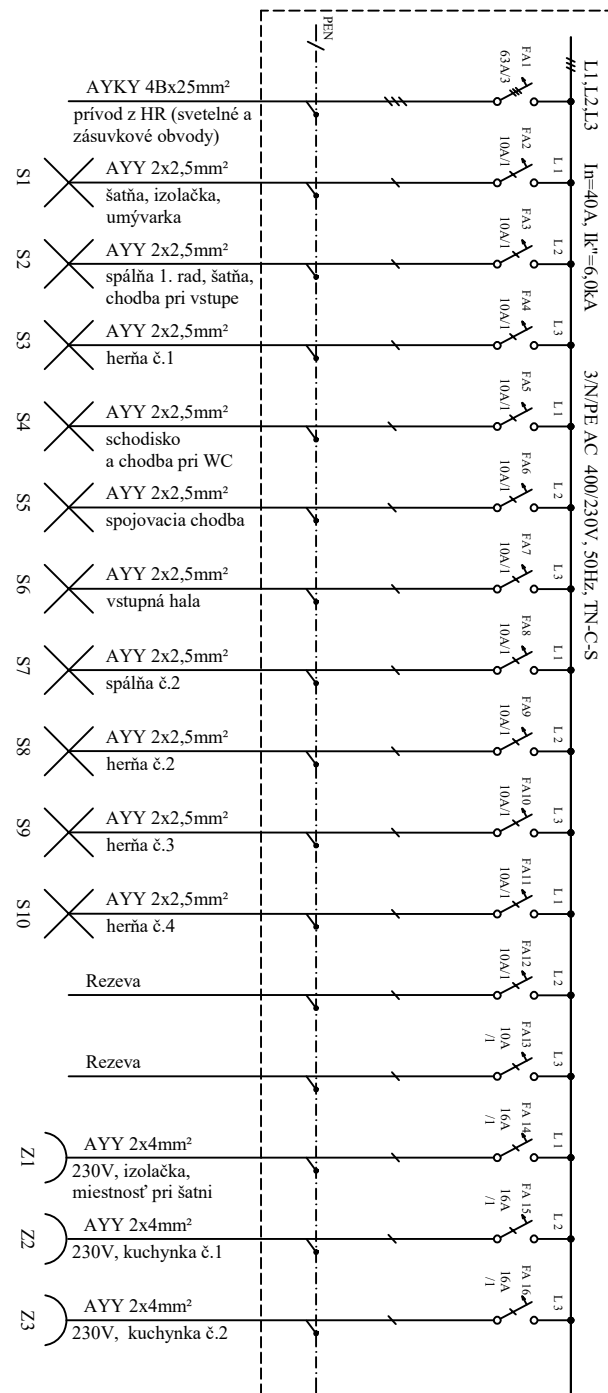 PEN
L1,L2,L3 In=40A, Ik"=6,0kA 3/N/PE AC 400/230V, 50Hz, TN-C-S
FA1
63A/3
AYKY 4Bx25mm²
prívod z HR (svetelné a
zásuvkové obvody)
L1
FA2
10A/1
S1
AYY 2x2,5mm²
šatňa, izolačka,
umývarka
L2
FA3
10A/1
S2
AYY 2x2,5mm²
spálňa 1. rad, šatňa,
chodba pri vstupe
L3
FA4
10A/1
S3
AYY 2x2,5mm²
herňa č.1
L1
FA5
10A/1
S4
AYY 2x2,5mm²
schodisko
a chodba pri WC
L2
FA6
10A/1
S5
AYY 2x2,5mm²
spojovacia chodba
L3
FA7
10A/1
S6
AYY 2x2,5mm²
vstupná hala
L1
FA8
10A/1
S7
AYY 2x2,5mm²
spálňa č.2
L2
FA9
10A/1
S8
AYY 2x2,5mm²
herňa č.2
L3
FA10
10A/1
S9
AYY 2x2,5mm²
herňa č.3
L1
FA11
10A/1
S10
AYY 2x2,5mm²
herňa č.4
L2
FA12
10A/1
Rezeva
L3
FA13
10A
/1
Rezeva
L1
FA 14
16A
/1
Z1
AYY 2x4mm²
230V, izolačka,
miestnosť pri šatni
L2
FA 15
16A
/1
Z2
AYY 2x4mm²
230V, kuchynka č.1
L3
FA 16
16A
/1
Z3
AYY 2x4mm²
230V, kuchynka č.2